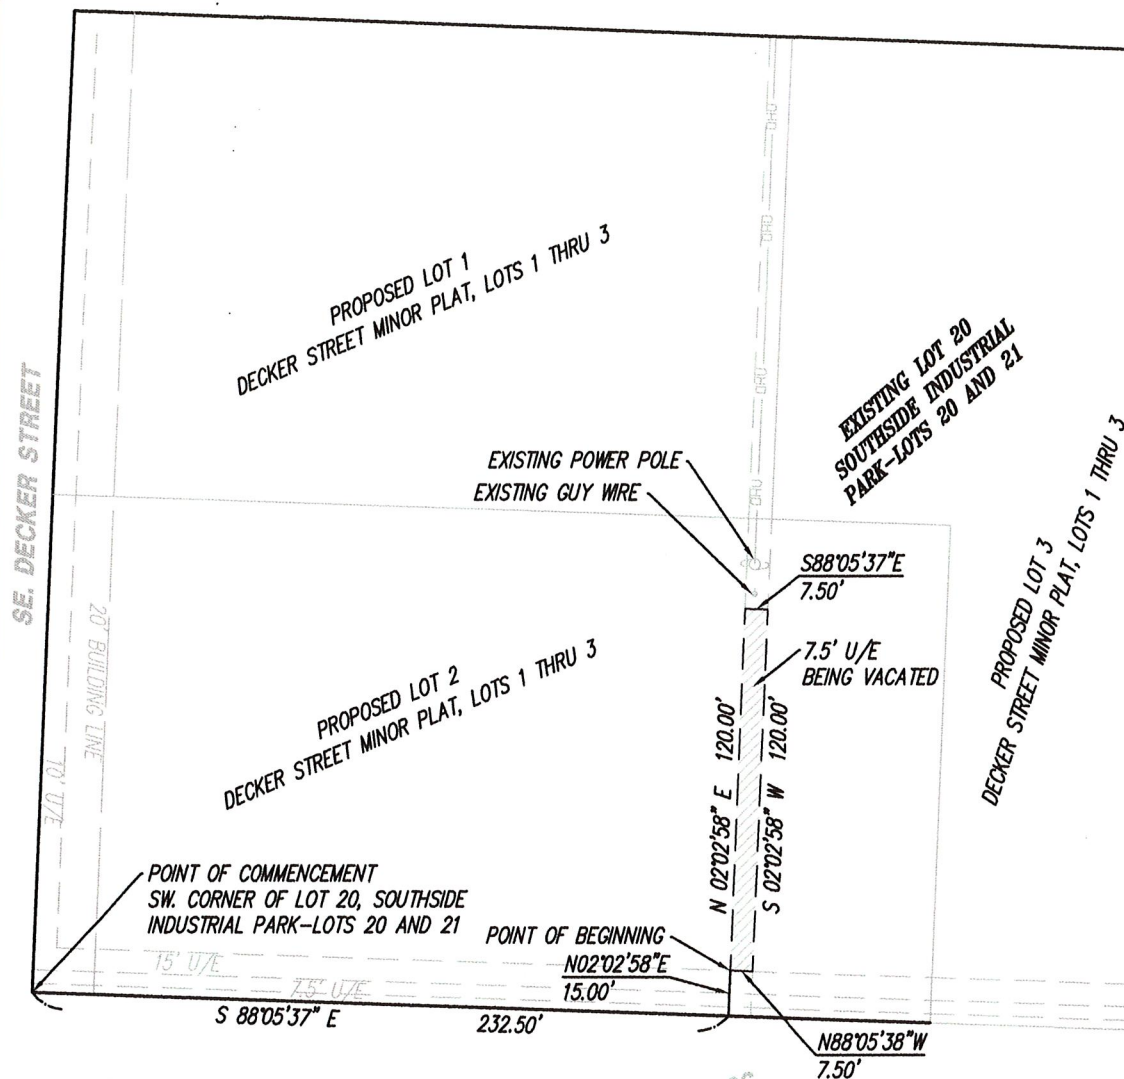 OHU
OHU
PROPOSED LOT 1
DECKER STREET MINOR PLAT, LOTS 1 THRU 3
OHU
EXISTING LOT 20
SOUTHSIDE INDUSTRIAL
PARK-LOTS 20 AND 21
SE. DECKER STREET
EXISTING POWER POLE
EXISTING GUY WIRE
OHU
S88°05'37"E
7.50'
PROPOSED LOT 3
DECKER STREET MINOR PLAT, LOTS 1 THRU 3
20' BUILDING LINE
7.5' U/E
BEING VACATED
PROPOSED LOT 2
DECKER STREET MINOR PLAT, LOTS 1 THRU 3
N 02°02'58" E 120.00'
S 02°02'58" W 120.00'
10' U/E
POINT OF COMMENCEMENT
SW. CORNER OF LOT 20, SOUTHSIDE
INDUSTRIAL PARK-LOTS 20 AND 21
POINT OF BEGINNING
15' U/E
N02°02'58"E
15.00'
7.5' U/E
S 88°05'37" E 232.50'
N88°05'38"W
7.50'